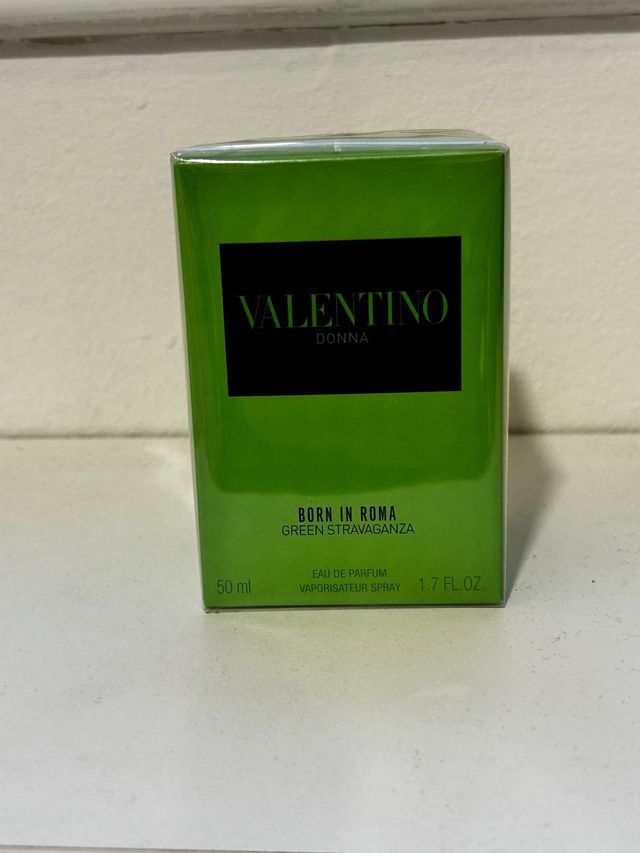 VALENTINO
DONNA
BORN IN ROMA
GREEN STRAVAGANZA
EAU DE PARFUM
50 ml VAPORISATEUR SPRAY 1.7 FL.OZ.